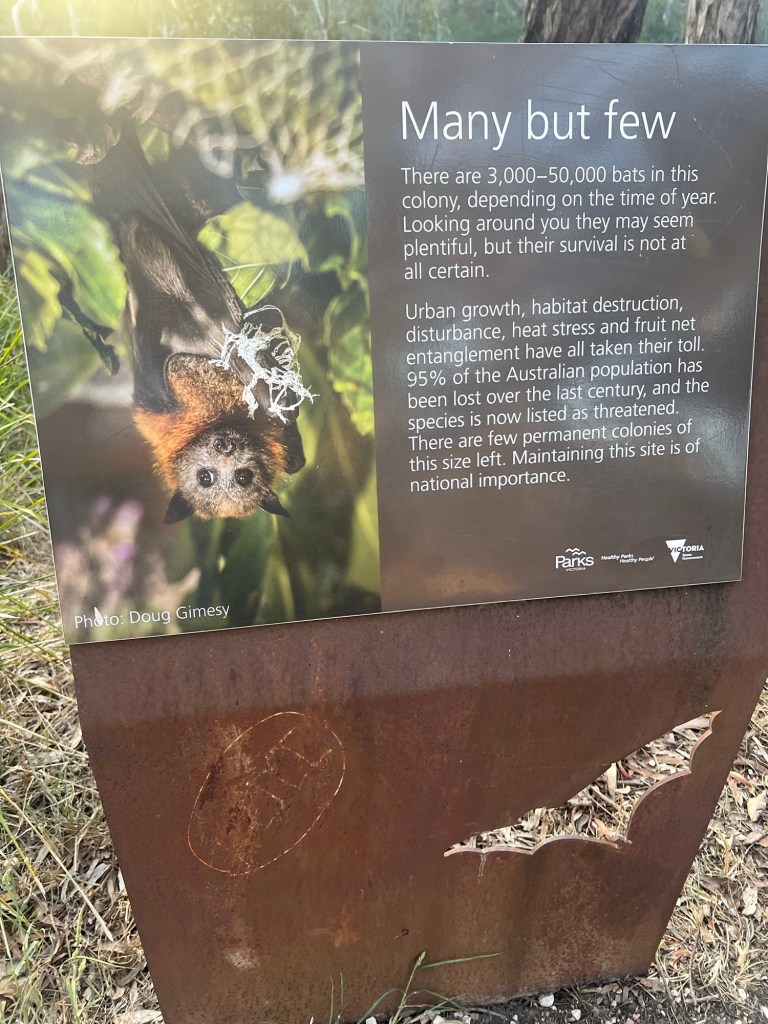 Many but few
There are 3,000–50,000 bats in this
colony, depending on the time of year.
Looking around you they may seem
plentiful, but their survival is not at
all certain.
Urban growth, habitat destruction,
disturbance, heat stress and fruit net
entanglement have all taken their toll.
95% of the Australian population has
been lost over the last century, and the
species is now listed as threatened.
There are few permanent colonies of
this size left. Maintaining this site is of
national importance.
Parks
VICTORIA
Healthy Parks
Healthy People
VICTORIA
State
Government
Photo: Doug Gimesy